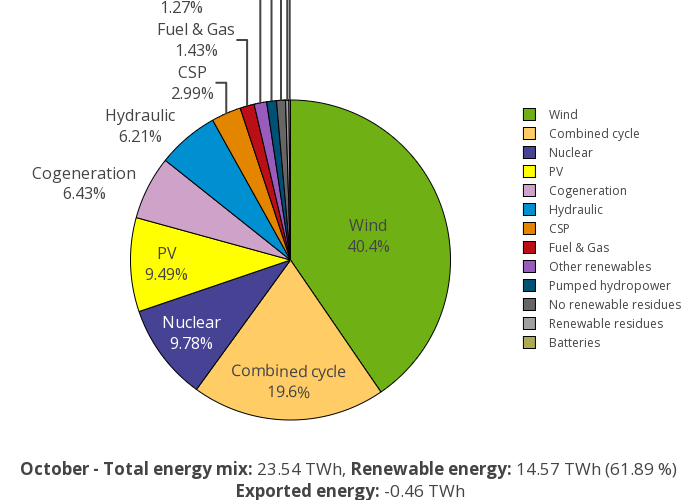 1.27%
Fuel & Gas
1.43%
CSP
2.99%
Hydraulic
6.21%
Cogeneration
6.43%
PV
9.49%
Nuclear
9.78%
Combined cycle
19.6%
Wind
40.4%
Wind
Combined cycle
Nuclear
PV
Cogeneration
Hydraulic
CSP
Fuel & Gas
Other renewables
Pumped hydropower
No renewable residues
Renewable residues
Batteries
October - Total energy mix: 23.54 TWh, Renewable energy: 14.57 TWh (61.89 %)
Exported energy: -0.46 TWh